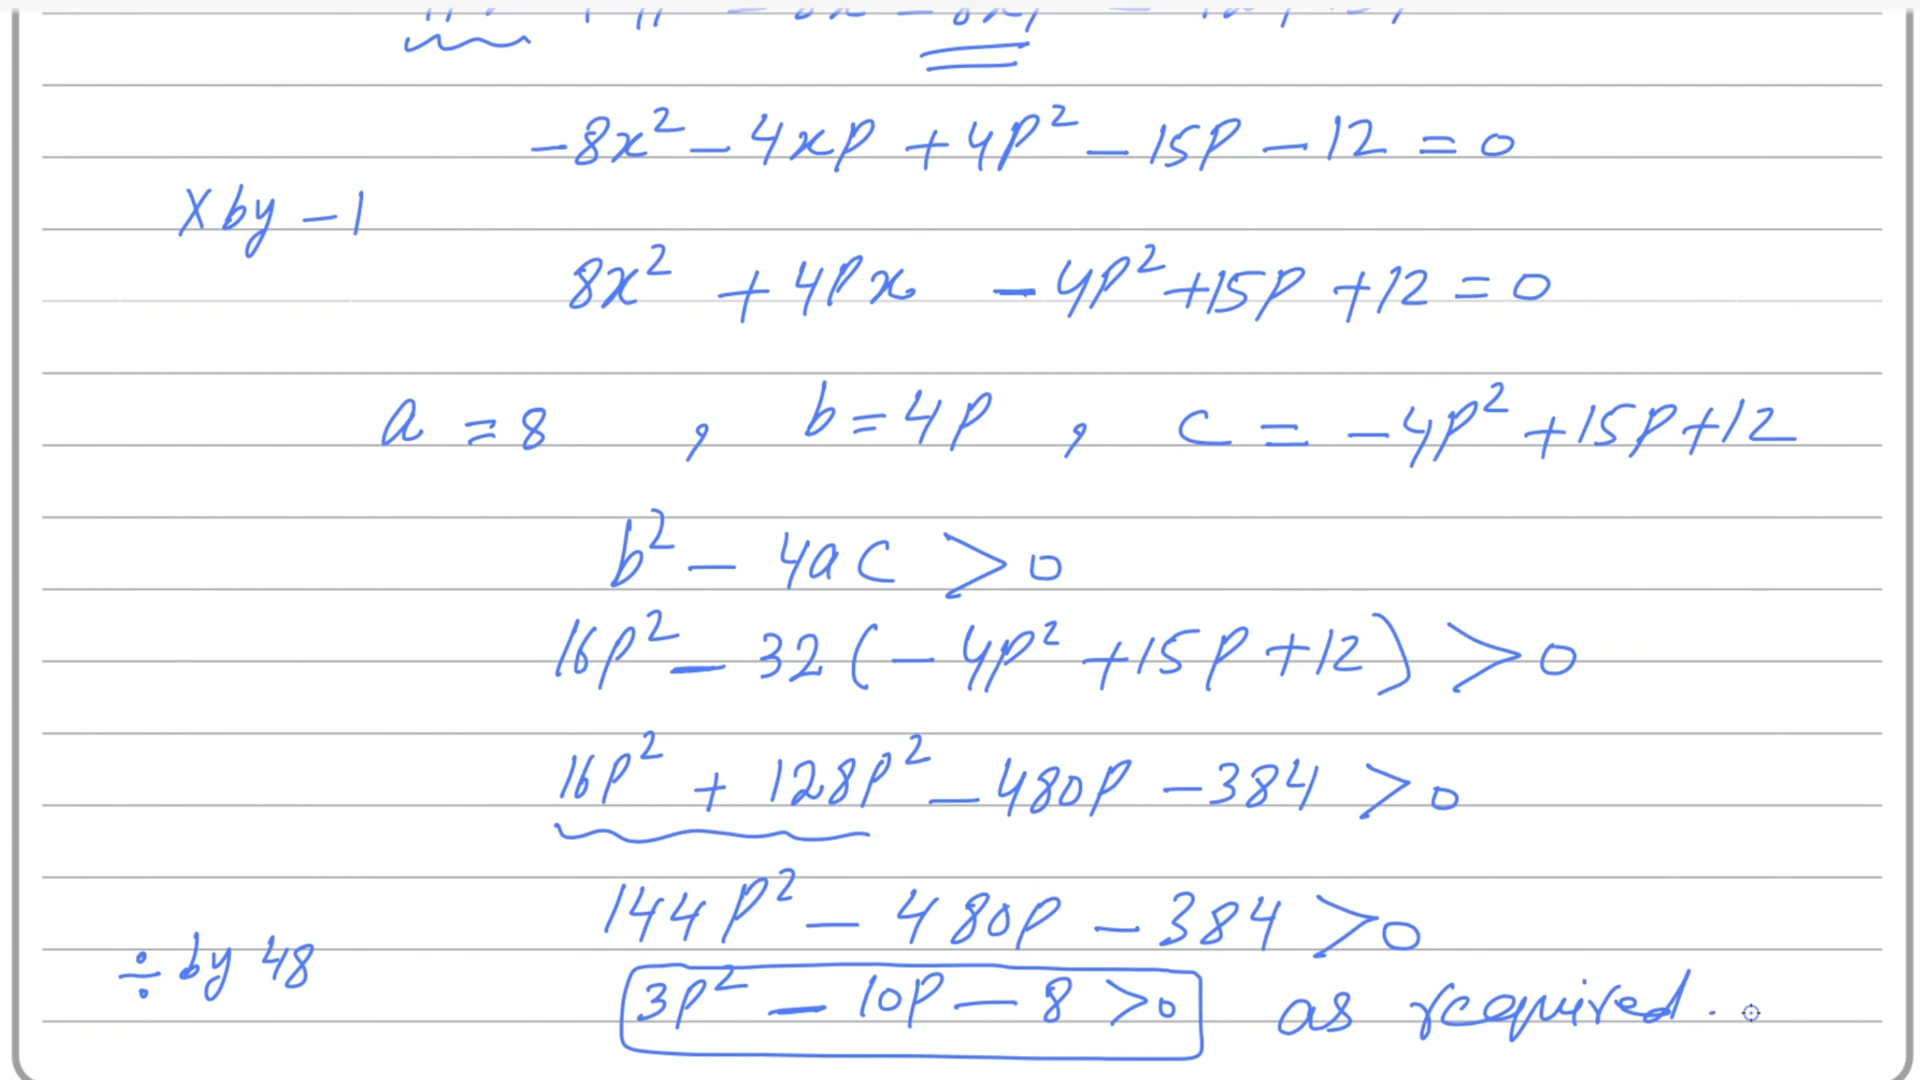 -8x² - 4xp + 4p² - 15p - 12 = 0
X by -1
8x² + 4px - 4p² + 15p + 12 = 0
a = 8 , b = 4p , c = -4p² + 15p + 12
b² - 4ac > 0
16p² - 32(-4p² + 15p + 12) > 0
16p² + 128p² - 480p - 384 > 0
144p² - 480p - 384 > 0
÷ by 48
3p² - 10p - 8 > 0 as required.